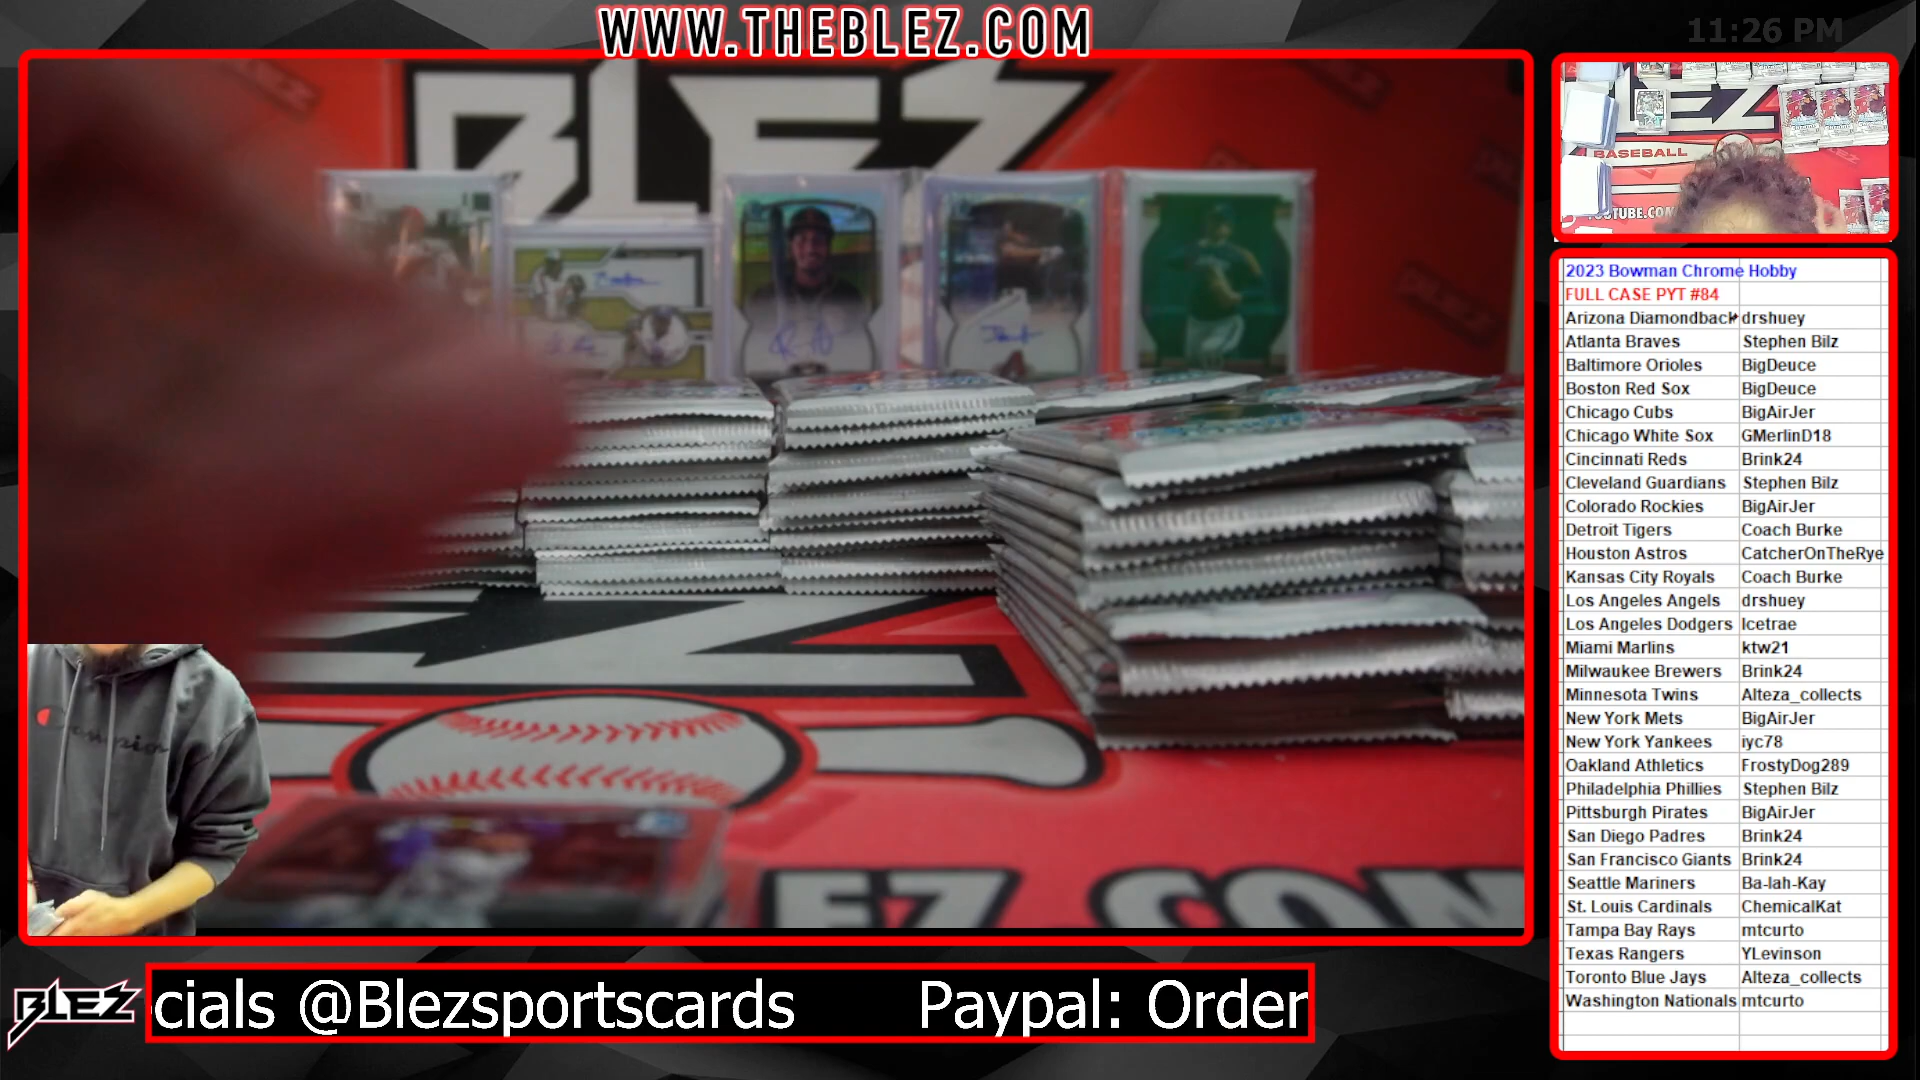 WWW.THEBLEZ.COM
11:26 PM
BLEZ
BASEBALL
EZ.COM
Champion
2023 Bowman Chrome Hobby
FULL CASE PYT #84
Arizona Diamondback drshuey
Atlanta Braves Stephen Bilz
Baltimore Orioles BigDeuce
Boston Red Sox BigDeuce
Chicago Cubs BigAirJer
Chicago White Sox GMerlinD18
Cincinnati Reds Brink24
Cleveland Guardians Stephen Bilz
Colorado Rockies BigAirJer
Detroit Tigers Coach Burke
Houston Astros CatcherOnTheRye
Kansas City Royals Coach Burke
Los Angeles Angels drshuey
Los Angeles Dodgers Icetrae
Miami Marlins ktw21
Milwaukee Brewers Brink24
Minnesota Twins Alteza_collects
New York Mets BigAirJer
New York Yankees iyc78
Oakland Athletics FrostyDog289
Philadelphia Phillies Stephen Bilz
Pittsburgh Pirates BigAirJer
San Diego Padres Brink24
San Francisco Giants Brink24
Seattle Mariners Ba-lah-Kay
St. Louis Cardinals ChemicalKat
Tampa Bay Rays mtcurto
Texas Rangers YLevinson
Toronto Blue Jays Alteza_collects
Washington Nationals mtcurto
BLEZ
cials @Blezsportscards Paypal: Order